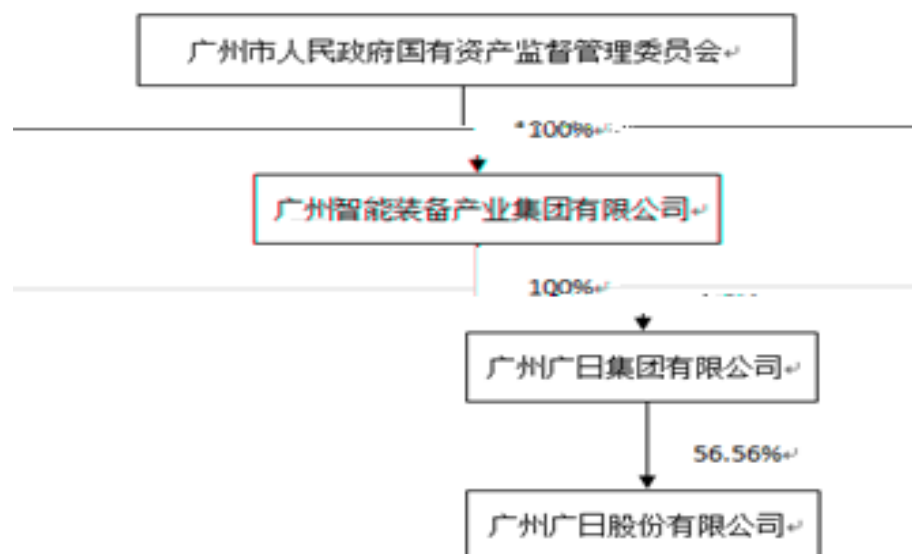 广州市人民政府国有资产监督管理委员会
100%
广州智能装备产业集团有限公司
100%
广州广日集团有限公司
56.56%
广州广日股份有限公司